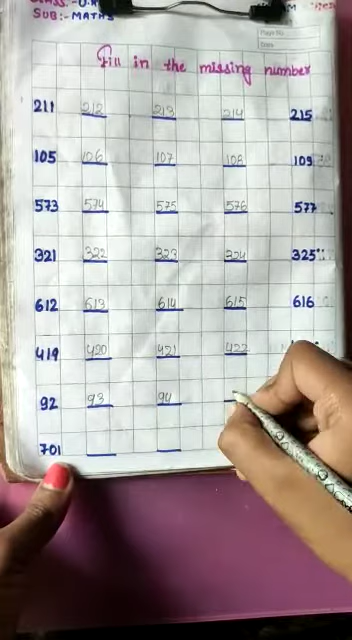 SUB:-MATHS
Fill in the missing number
211 212 213 214 215
105 106 107 108 109
573 574 575 576 577
321 322 323 324 325
612 613 614 615 616
419 420 421 422
92 93 94
701